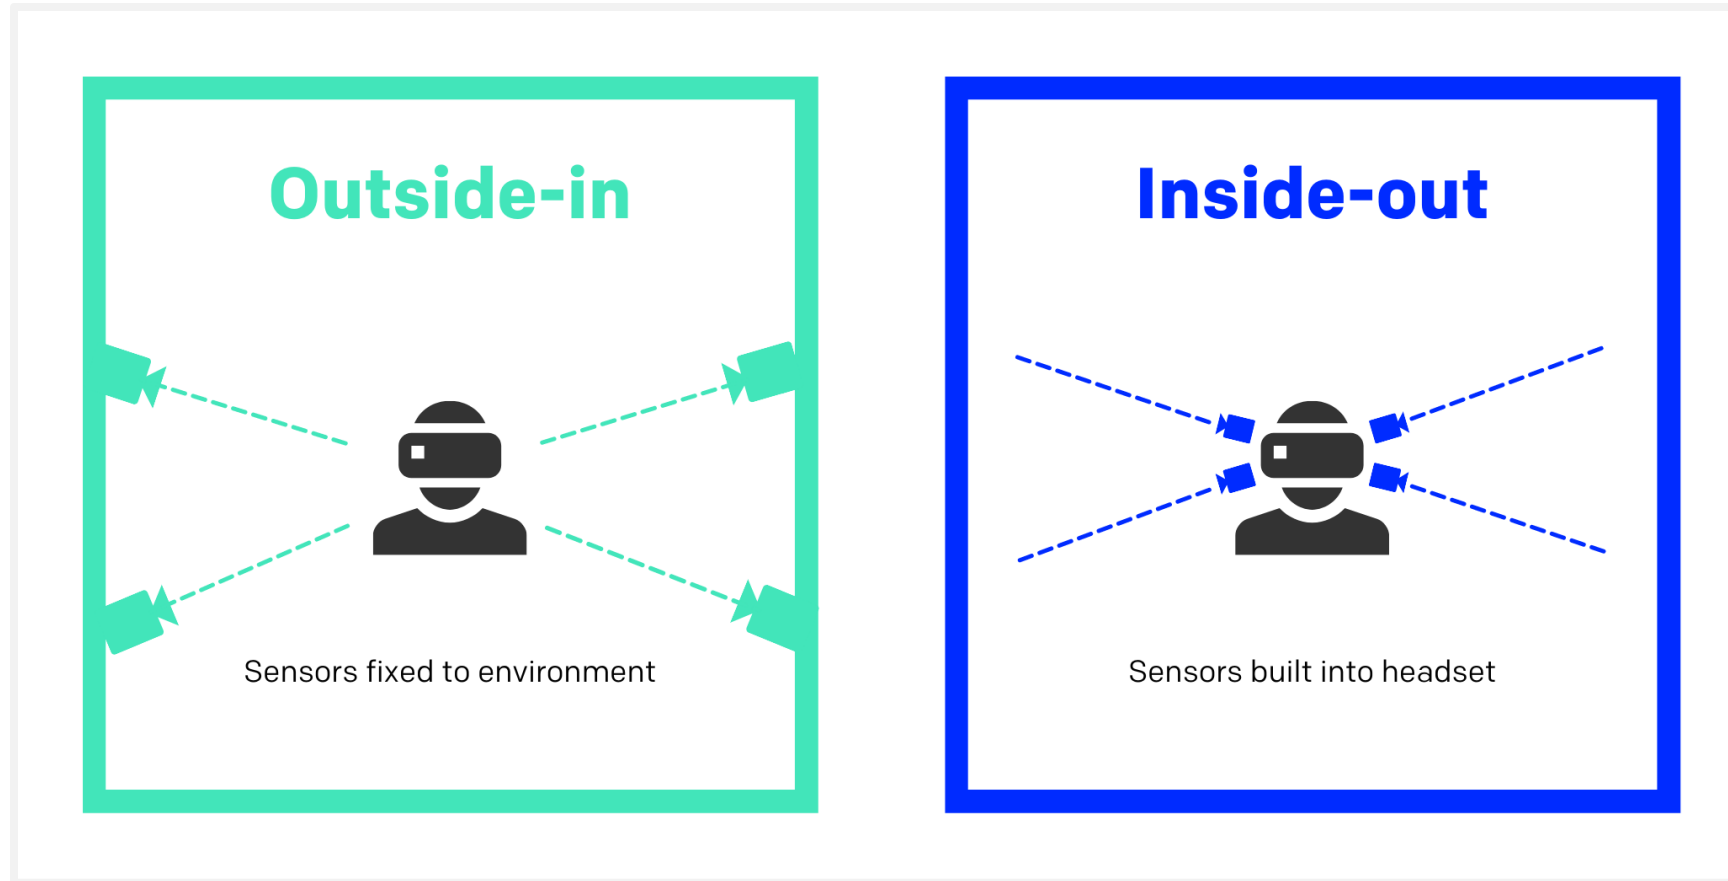 Outside-in
Sensors fixed to environment
Inside-out
Sensors built into headset